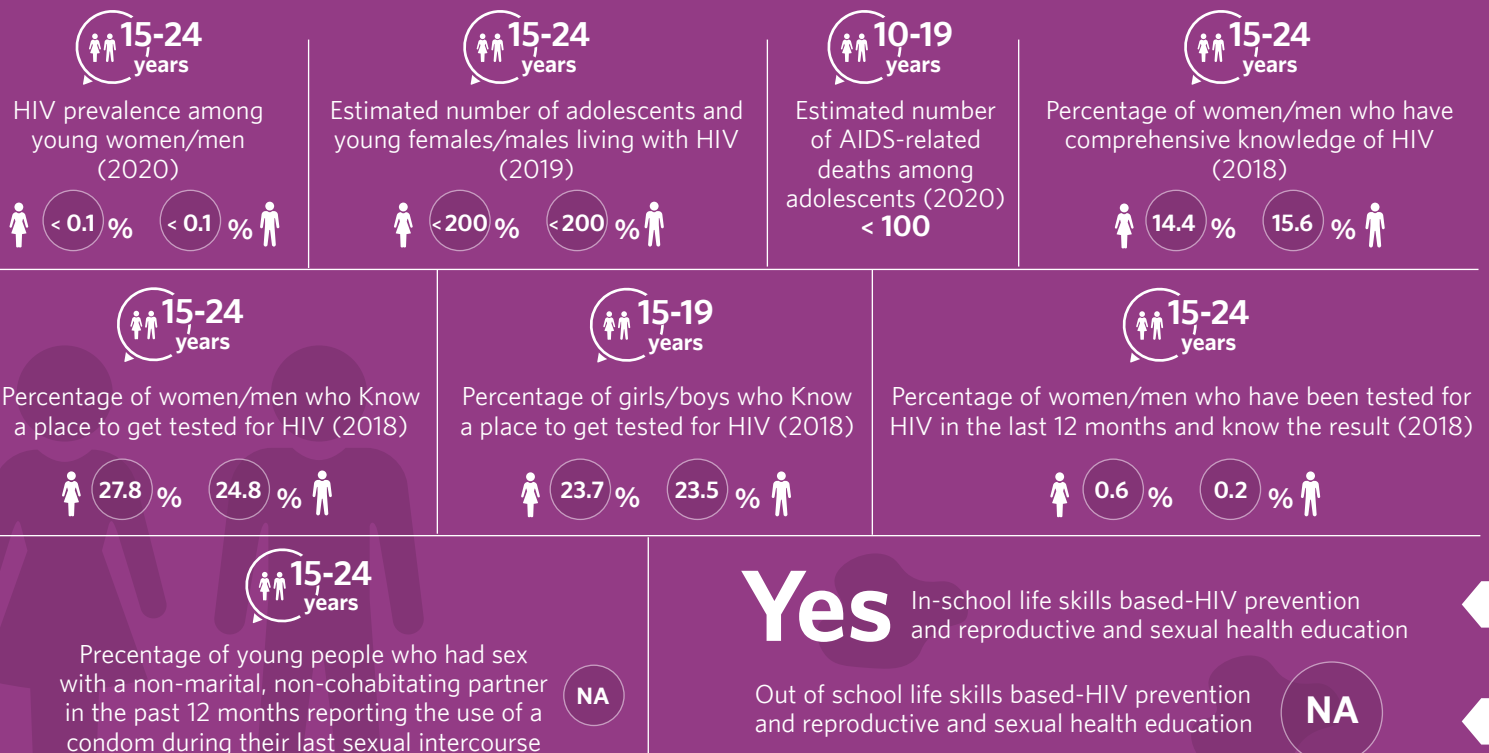 15-24
years
HIV prevalence among
young women/men
(2020)
< 0.1 % < 0.1 %
15-24
years
Estimated number of adolescents and
young females/males living with HIV
(2019)
<200 % <200 %
10-19
years
Estimated number
of AIDS-related
deaths among
adolescents (2020)
< 100
15-24
years
Percentage of women/men who have
comprehensive knowledge of HIV
(2018)
14.4 % 15.6 %
15-24
years
Percentage of women/men who Know
a place to get tested for HIV (2018)
27.8 % 24.8 %
15-19
years
Percentage of girls/boys who Know
a place to get tested for HIV (2018)
23.7 % 23.5 %
15-24
years
Percentage of women/men who have been tested for
HIV in the last 12 months and know the result (2018)
0.6 % 0.2 %
15-24
years
Precentage of young people who had sex
with a non-marital, non-cohabitating partner
in the past 12 months reporting the use of a
condom during their last sexual intercourse
NA
Yes
In-school life skills based-HIV prevention
and reproductive and sexual health education
Out of school life skills based-HIV prevention
and reproductive and sexual health education
NA